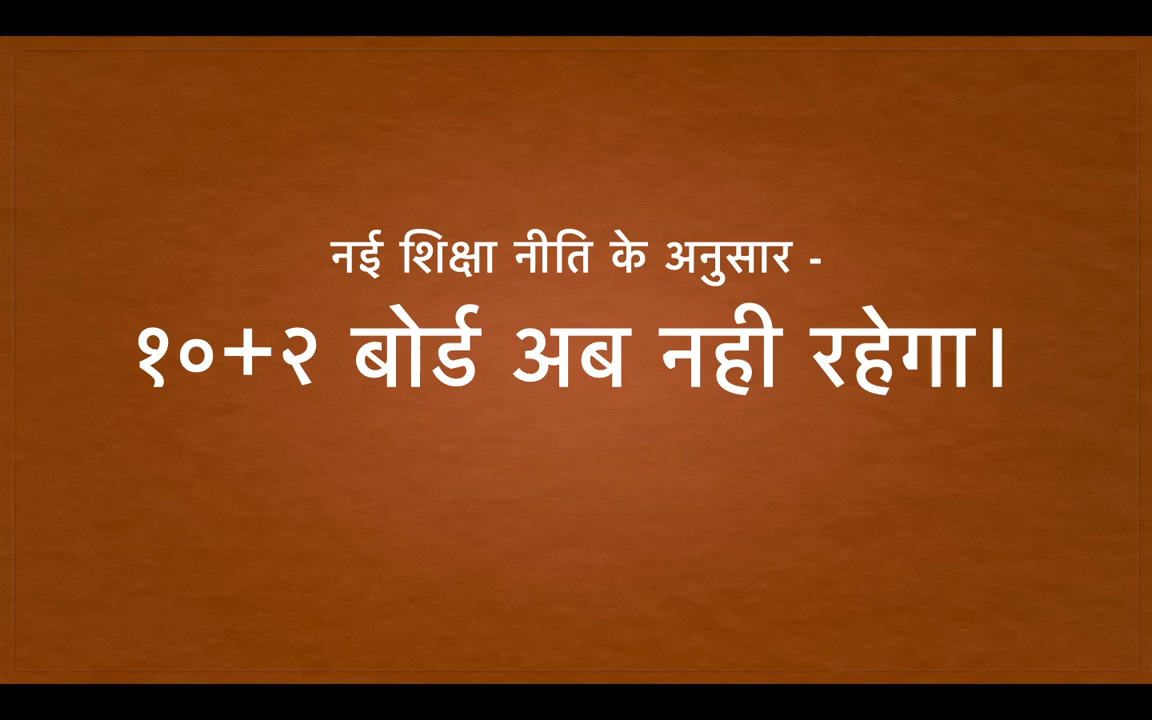 नई शिक्षा नीति के अनुसार -
१०+२ बोर्ड अब नही रहेगा।